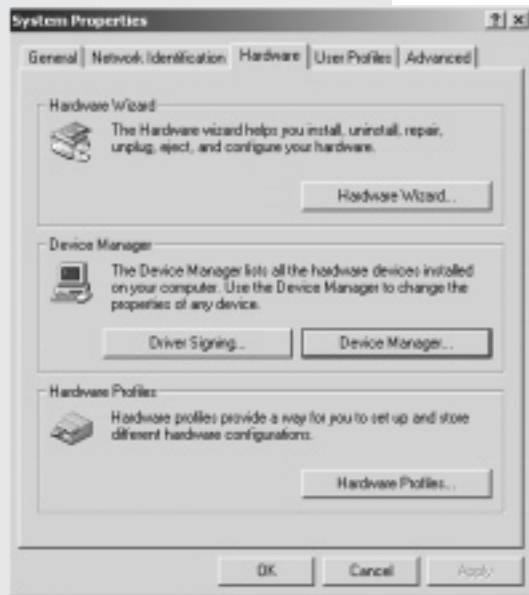 System Properties
? X
General Network Identification Hardware User Profiles Advanced
Hardware Wizard
The Hardware wizard helps you install, uninstall, repair,
unplug, eject, and configure your hardware.
Hardware Wizard...
Device Manager
The Device Manager lists all the hardware devices installed
on your computer. Use the Device Manager to change the
properties of any device.
Driver Signing... Device Manager...
Hardware Profiles
Hardware profiles provide a way for you to set up and store
different hardware configurations.
Hardware Profiles...
OK Cancel Apply